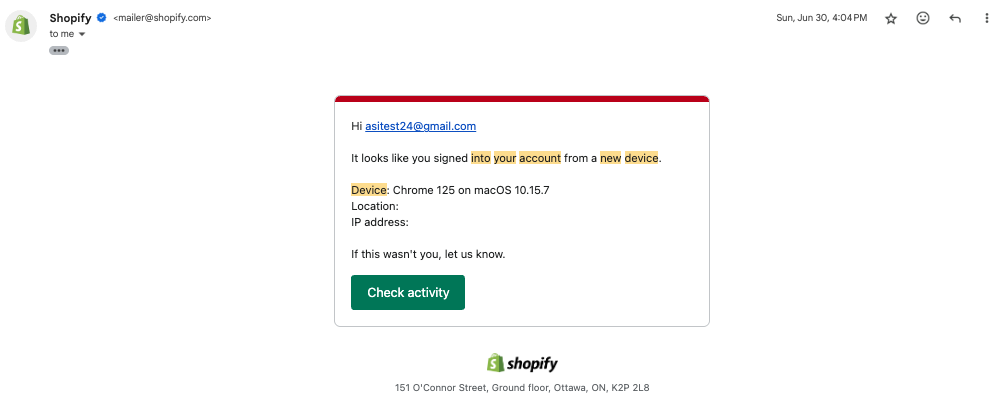 Shopify <mailer@shopify.com> Sun, Jun 30, 4:04 PM
to me
Hi asitest24@gmail.com
It looks like you signed into your account from a new device.
Device: Chrome 125 on macOS 10.15.7
Location:
IP address:
If this wasn't you, let us know.
Check activity
shopify
151 O'Connor Street, Ground floor, Ottawa, ON, K2P 2L8